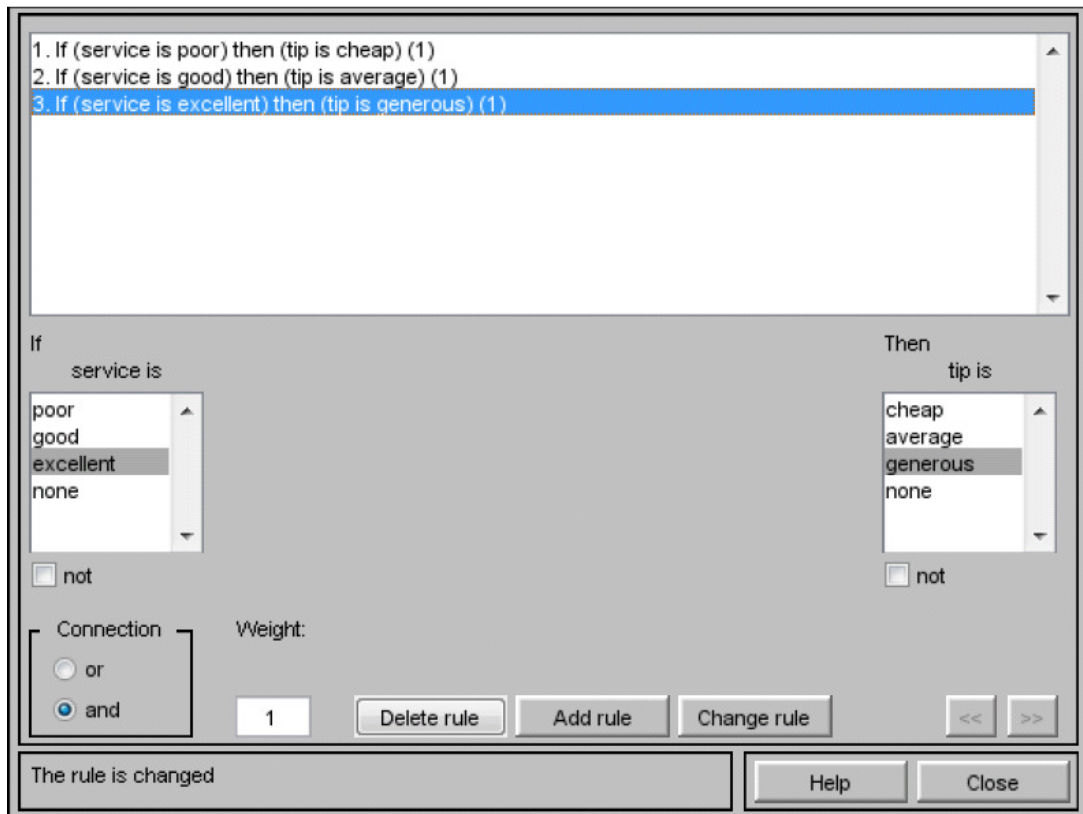 1. If (service is poor) then (tip is cheap) (1)
2. If (service is good) then (tip is average) (1)
3. If (service is excellent) then (tip is generous) (1)
If
Then
service is
tip is
poor
good
excellent
none
cheap
average
generous
none
not
not
Connection
or
and
Weight:
1
Delete rule
Add rule
Change rule
<<
>>
The rule is changed
Help
Close